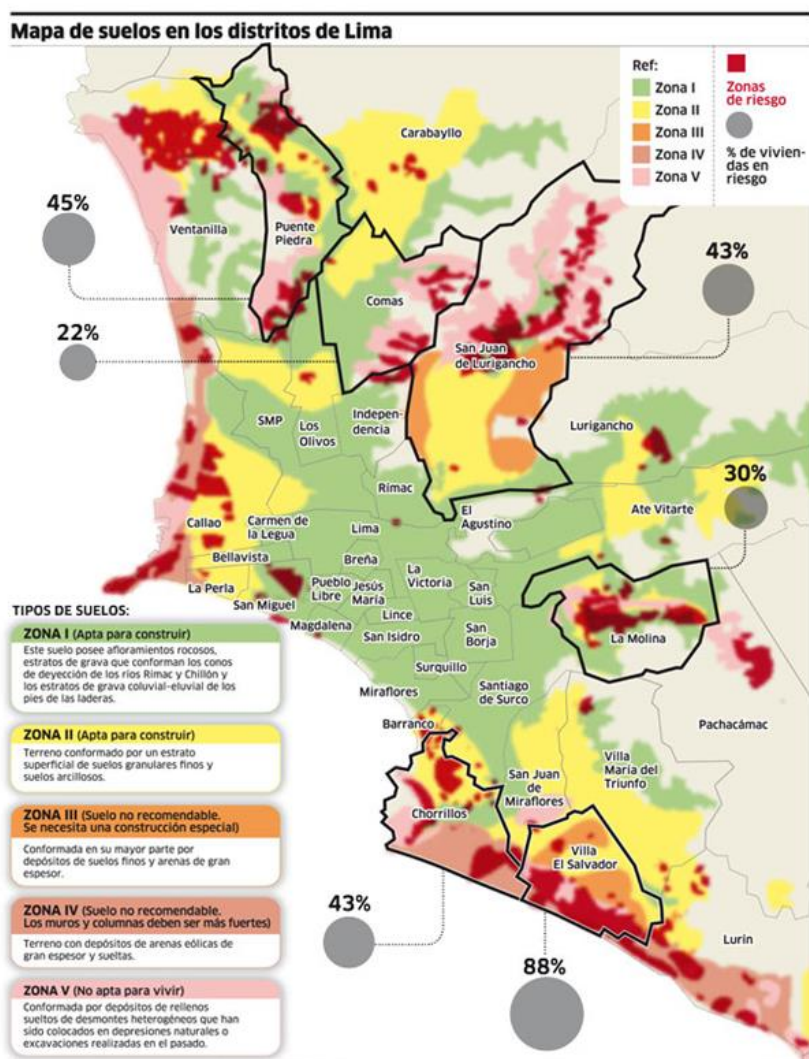 Mapa de suelos en los distritos de Lima
Ref:
Zona I
Zona II
Zona III
Zona IV
Zona V
Zonas
de riesgo
% de vivien-
das en
riesgo
Carabayllo
45%
Ventanilla
Puente
Piedra
43%
Comas
22%
San Juan
de Lurigancho
SMP
Los
Olivos
Indepen-
dencia
Lurigancho
30%
Rímac
El
Agustino
Ate Vitarte
Callao
Carmen de
la Legua
Lima
Bellavista
Breña
La
Victoria
La Perla
Pueblo
Libre
Jesús
María
San
Luis
San Miguel
Lince
Magdalena
San Isidro
San
Borja
La Molina
Surquillo
Miraflores
Santiago
de Surco
Barranco
Pachacámac
San Juan
de
Miraflores
Villa
María del
Triunfo
Chorrillos
Villa
El Salvador
43%
Lurín
88%
TIPOS DE SUELOS:
ZONA I (Apta para construir)
Este suelo posee afloramientos rocosos,
estratos de grava que conforman los conos
de deyección de los ríos Rímac y Chillón y
los estratos de grava coluvial-eluvial de los
pies de las laderas.
ZONA II (Apta para construir)
Terreno conformado por un estrato
superficial de suelos granulares finos y
suelos arcillosos.
ZONA III (Suelo no recomendable.
Se necesita una construcción especial)
Conformada en su mayor parte por
depósitos de suelos finos y arenas de gran
espesor.
ZONA IV (Suelo no recomendable.
Los muros y columnas deben ser más fuertes)
Terreno con depósitos de arenas eólicas de
gran espesor y sueltas.
ZONA V (No apta para vivir)
Conformada por depósitos de rellenos
sueltos de desmontes heterogéneos que han
sido colocados en depresiones naturales o
excavaciones realizadas en el pasado.